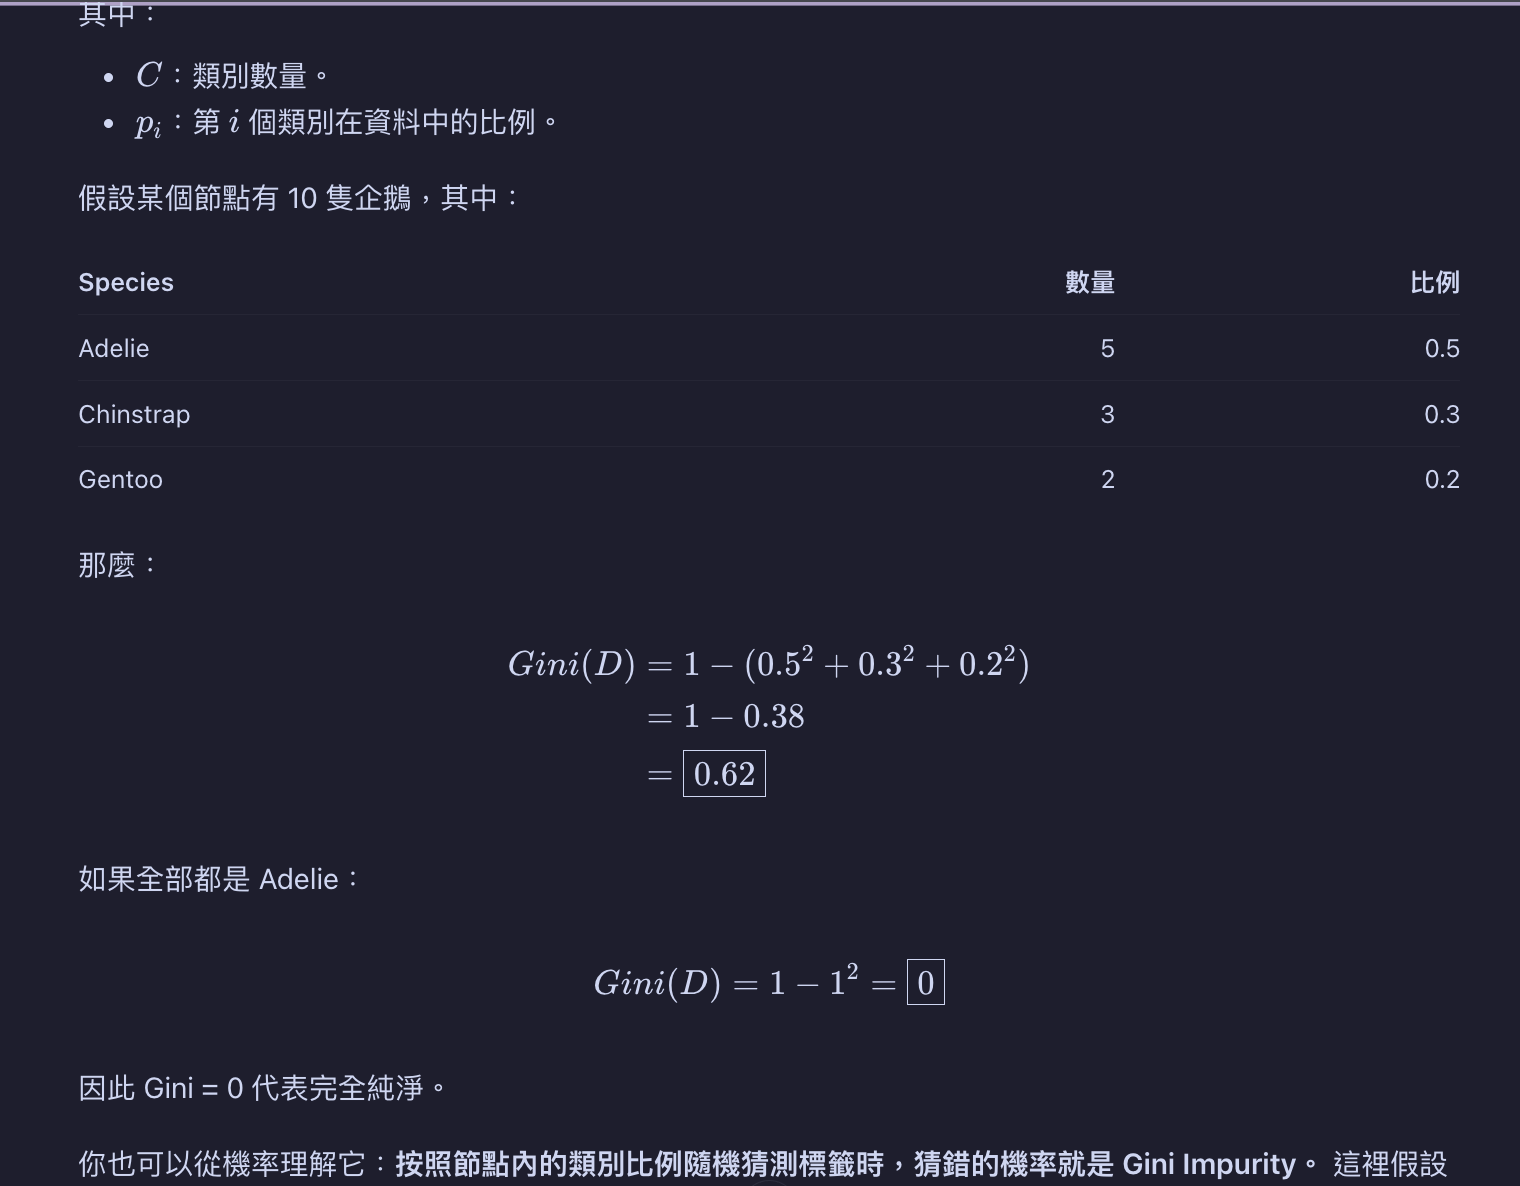 其中：
• C：類別數量。
• pᵢ：第 i 個類別在資料中的比例。
假設某個節點有 10 隻企鵝，其中：
Species 數量 比例
Adelie 5 0.5
Chinstrap 3 0.3
Gentoo 2 0.2
那麼：
Gini(D) = 1 − (0.5² + 0.3² + 0.2²)
= 1 − 0.38
= 0.62
如果全部都是 Adelie：
Gini(D) = 1 − 1² = 0
因此 Gini = 0 代表完全純淨。
你也可以從機率理解它：按照節點內的類別比例隨機猜測標籤時，猜錯的機率就是 Gini Impurity。 這裡假設